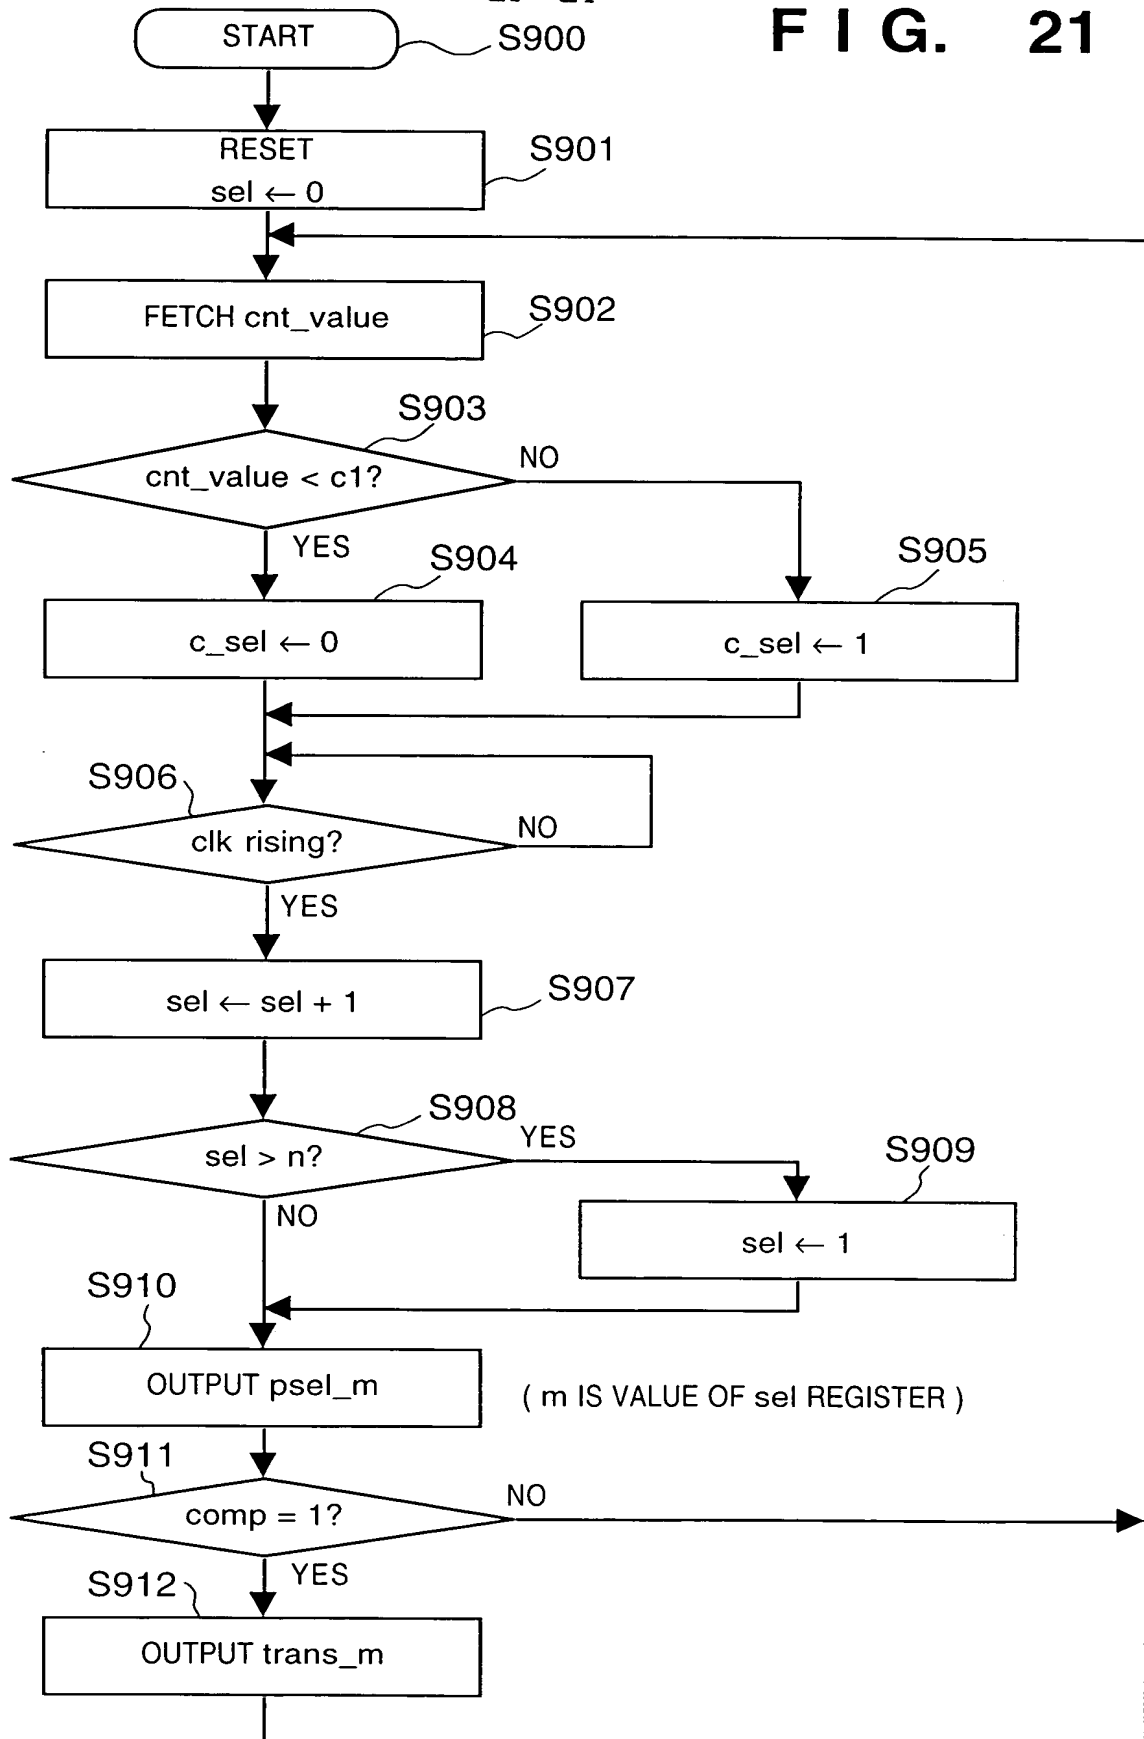 FIG. 21
START
S900
RESET
sel ← 0
S901
FETCH cnt_value
S902
S903
cnt_value < c1?
NO
YES
S904
c_sel ← 0
S905
c_sel ← 1
S906
clk rising?
NO
YES
sel ← sel + 1
S907
S908
sel > n?
YES
NO
S909
sel ← 1
S910
OUTPUT psel_m
( m IS VALUE OF sel REGISTER )
S911
comp = 1?
NO
YES
S912
OUTPUT trans_m